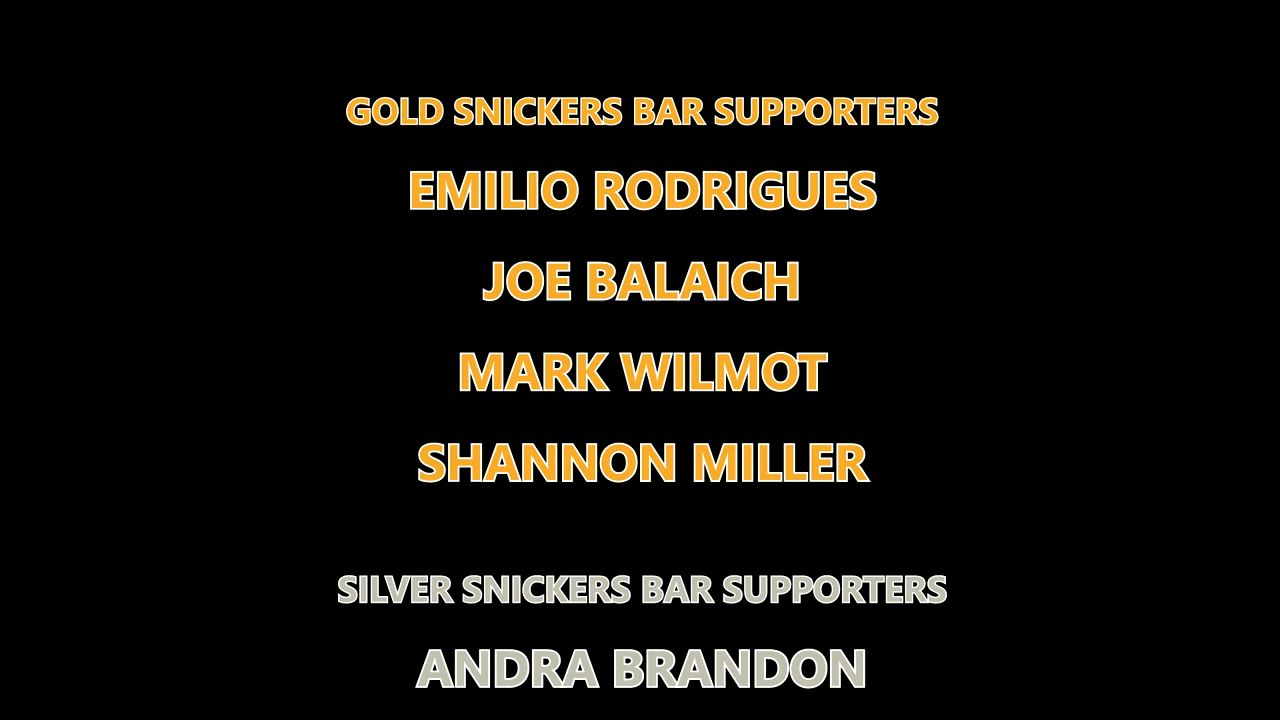 GOLD SNICKERS BAR SUPPORTERS
EMILIO RODRIGUES
JOE BALAICH
MARK WILMOT
SHANNON MILLER
SILVER SNICKERS BAR SUPPORTERS
ANDRA BRANDON